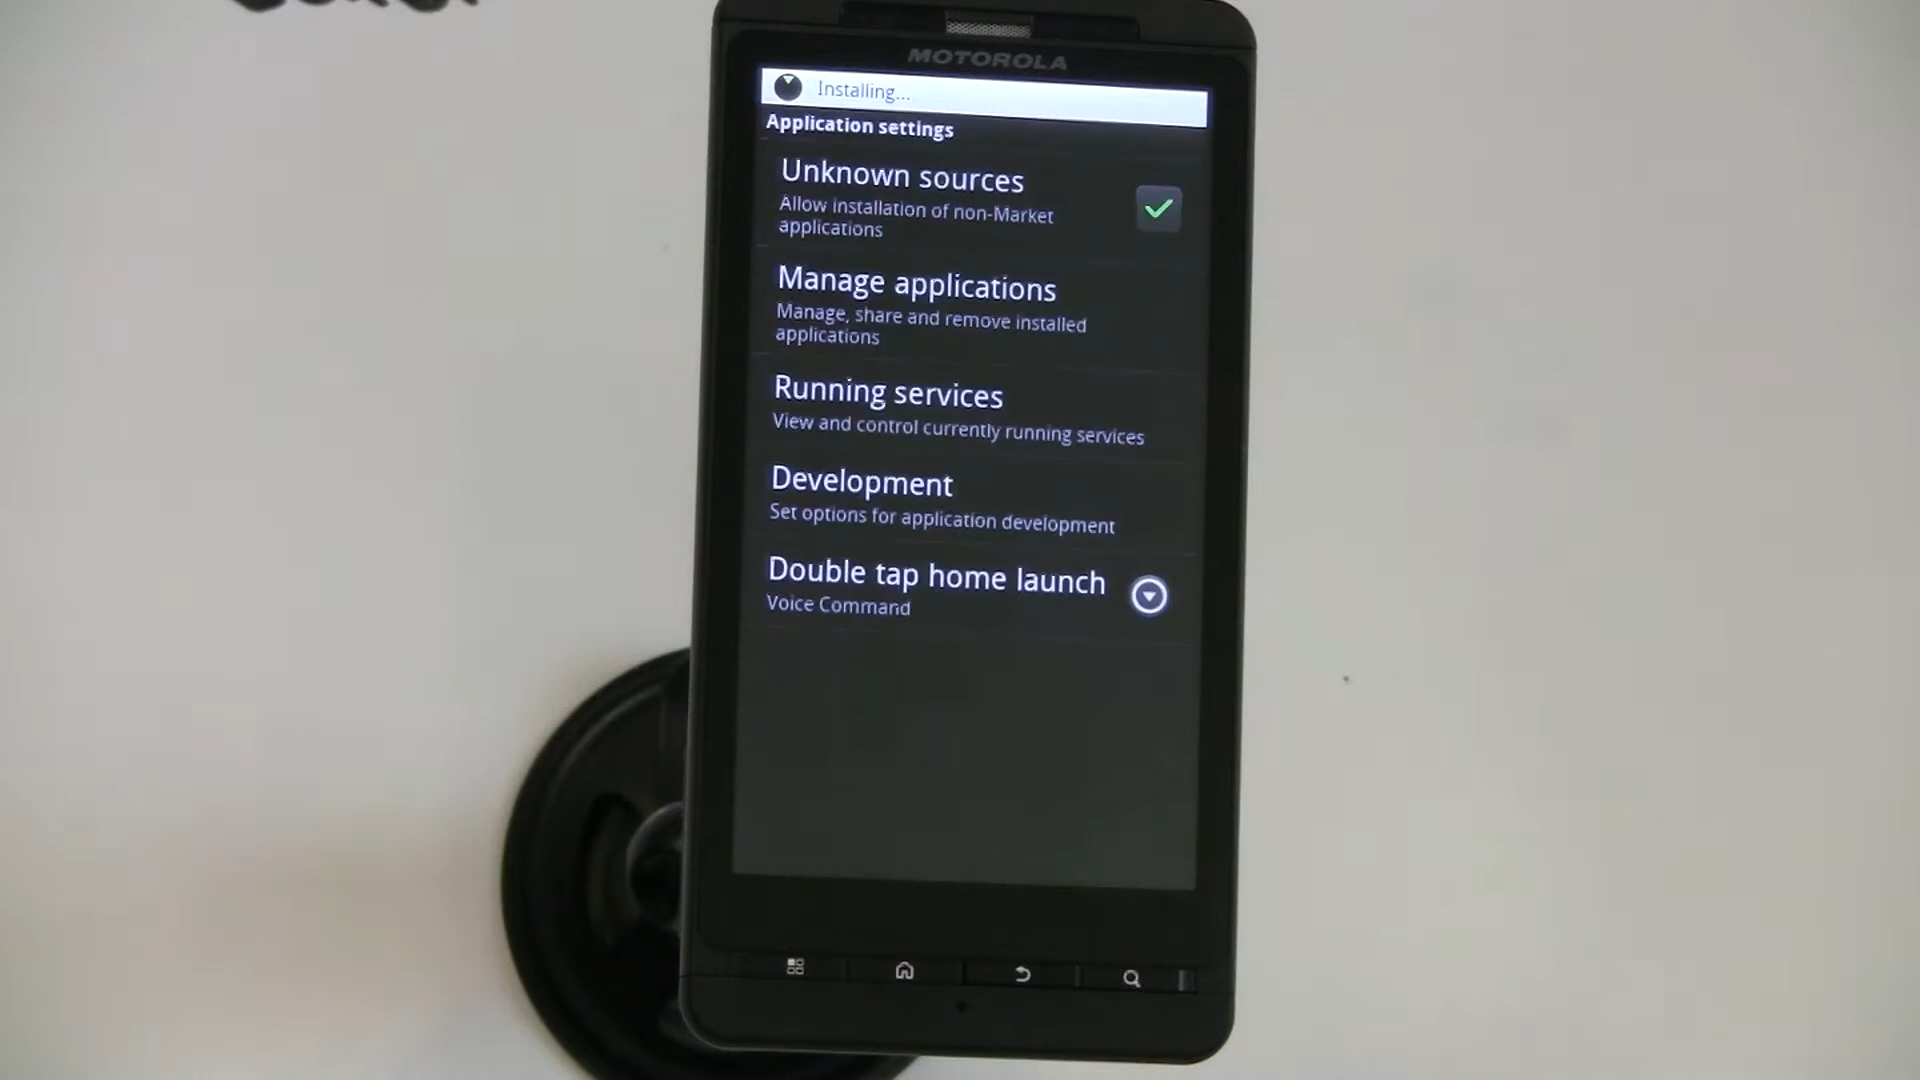 MOTOROLA
Installing...
Application settings
Unknown sources
Allow installation of non-Market
applications
Manage applications
Manage, share and remove installed
applications
Running services
View and control currently running services
Development
Set options for application development
Double tap home launch
Voice Command